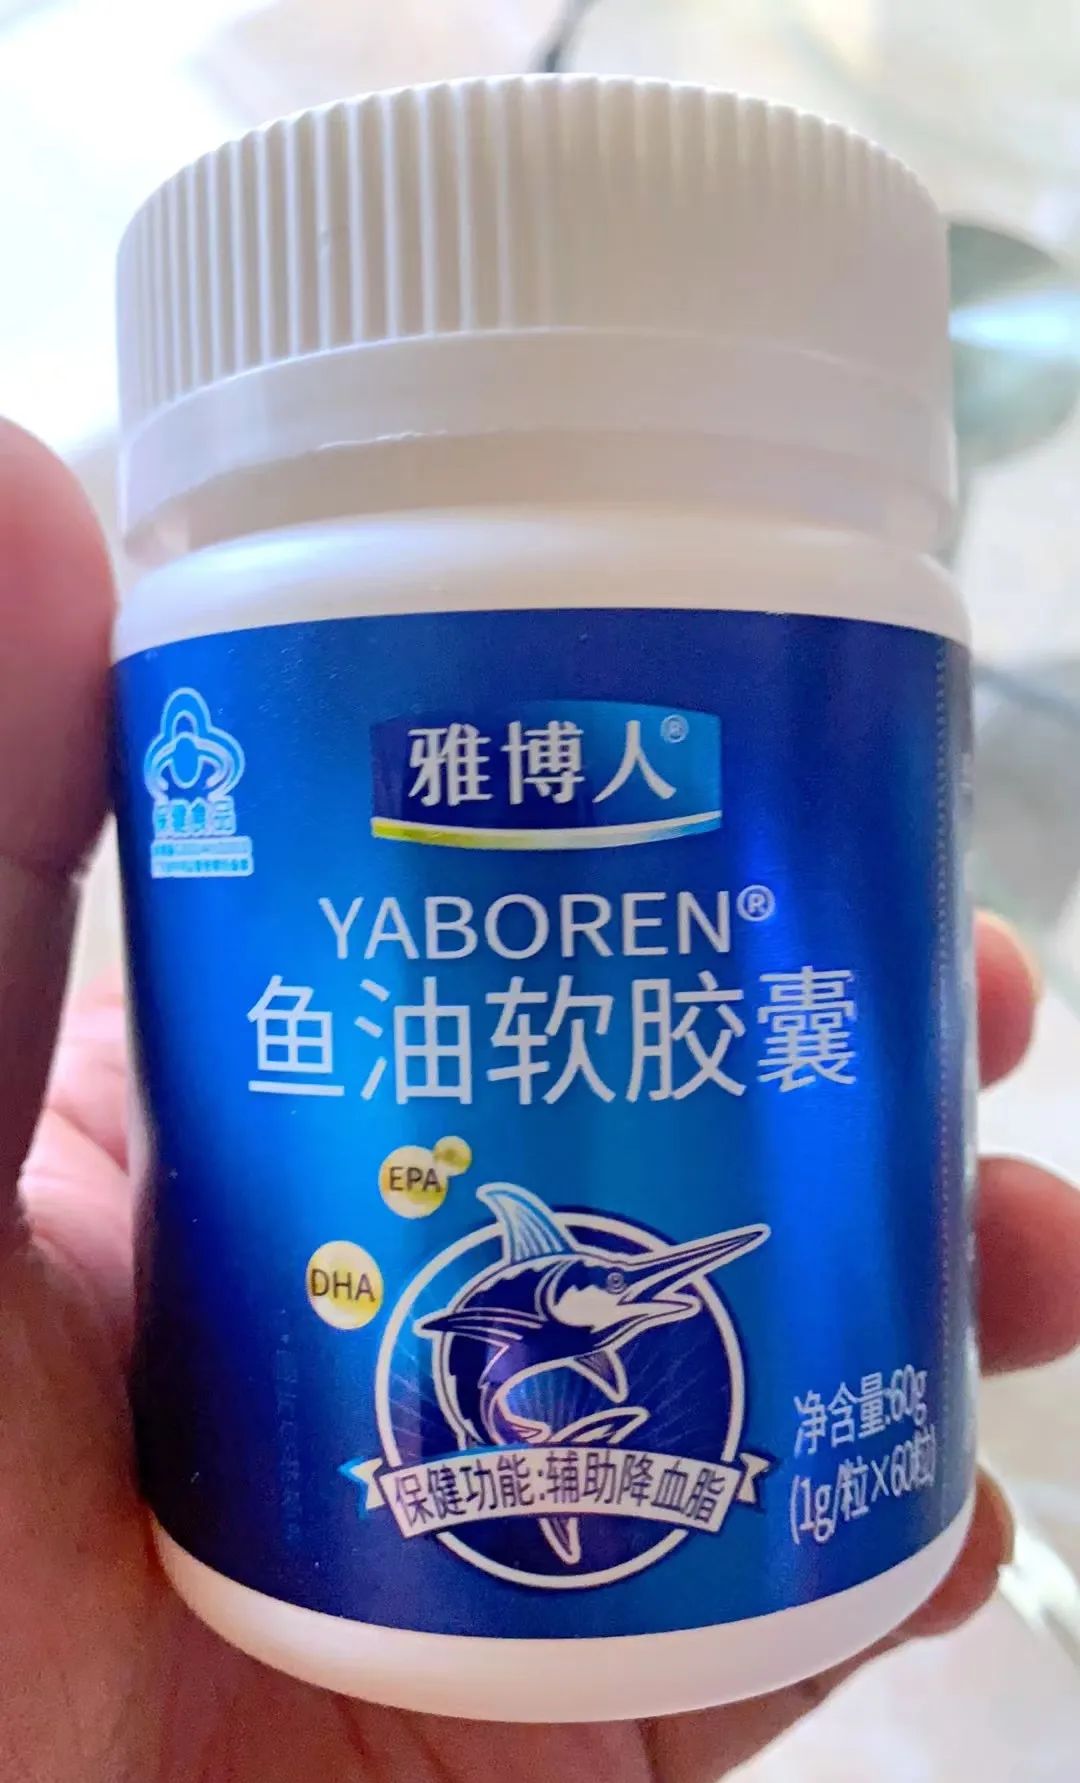 雅博人®
保健食品
YABOREN®
鱼油软胶囊
EPA
DHA
净含量:60g
(1g/粒×60粒)
保健功能:辅助降血脂